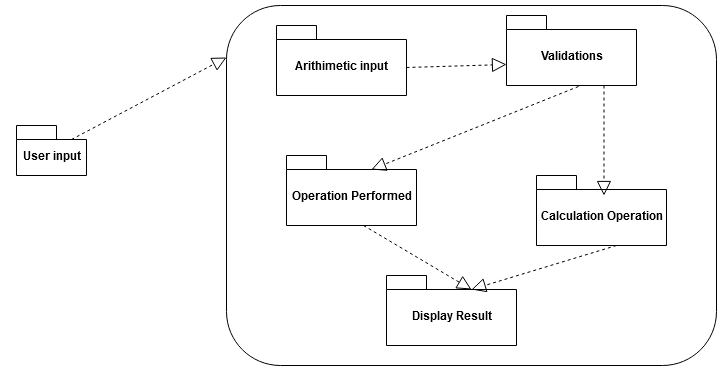 Validations
Arithimetic input
User input
Operation Performed
Calculation Operation
Display Result